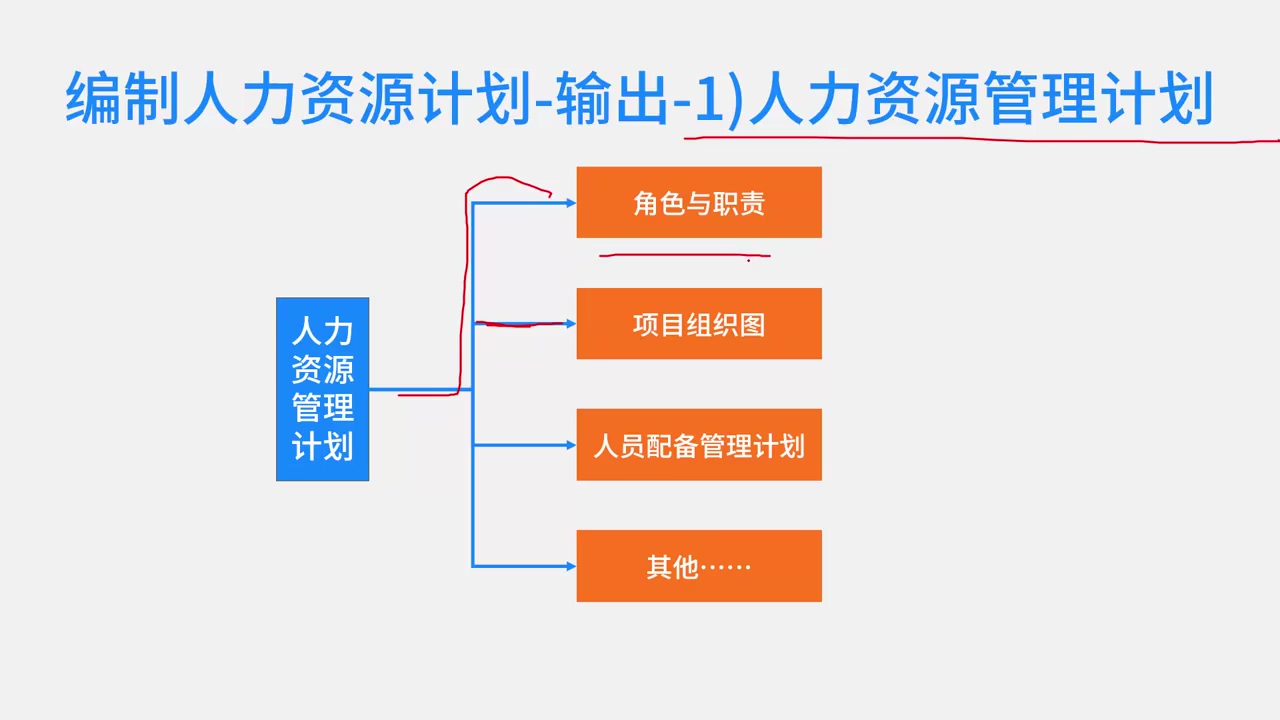 编制人力资源计划-输出-1)人力资源管理计划
角色与职责
项目组织图
人力
资源
管理
计划
人员配备管理计划
其他……